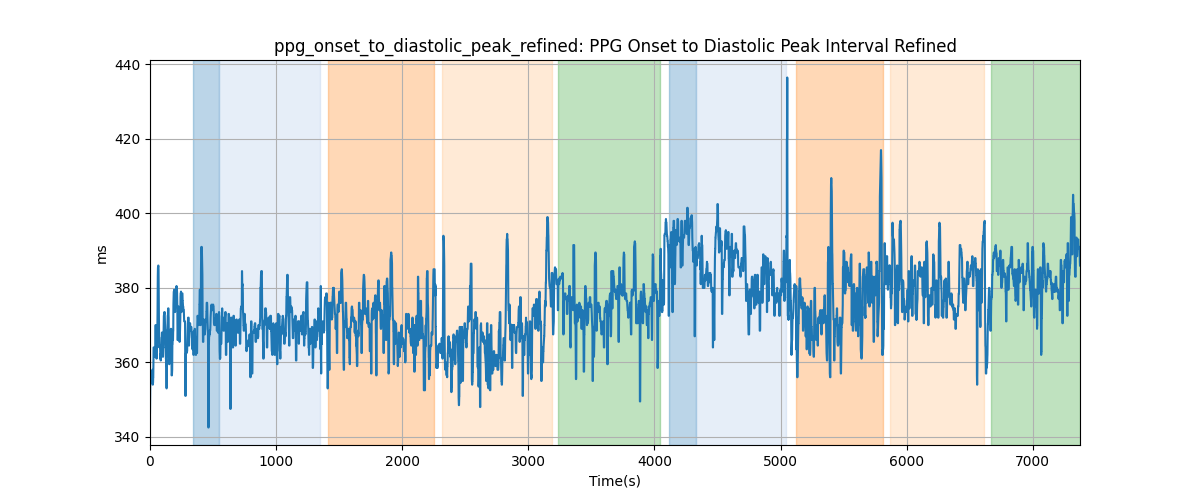 ppg_onset_to_diastolic_peak_refined: PPG Onset to Diastolic Peak Interval Refined
440
420
400
380
360
340
ms
0 1000 2000 3000 4000 5000 6000 7000
Time(s)